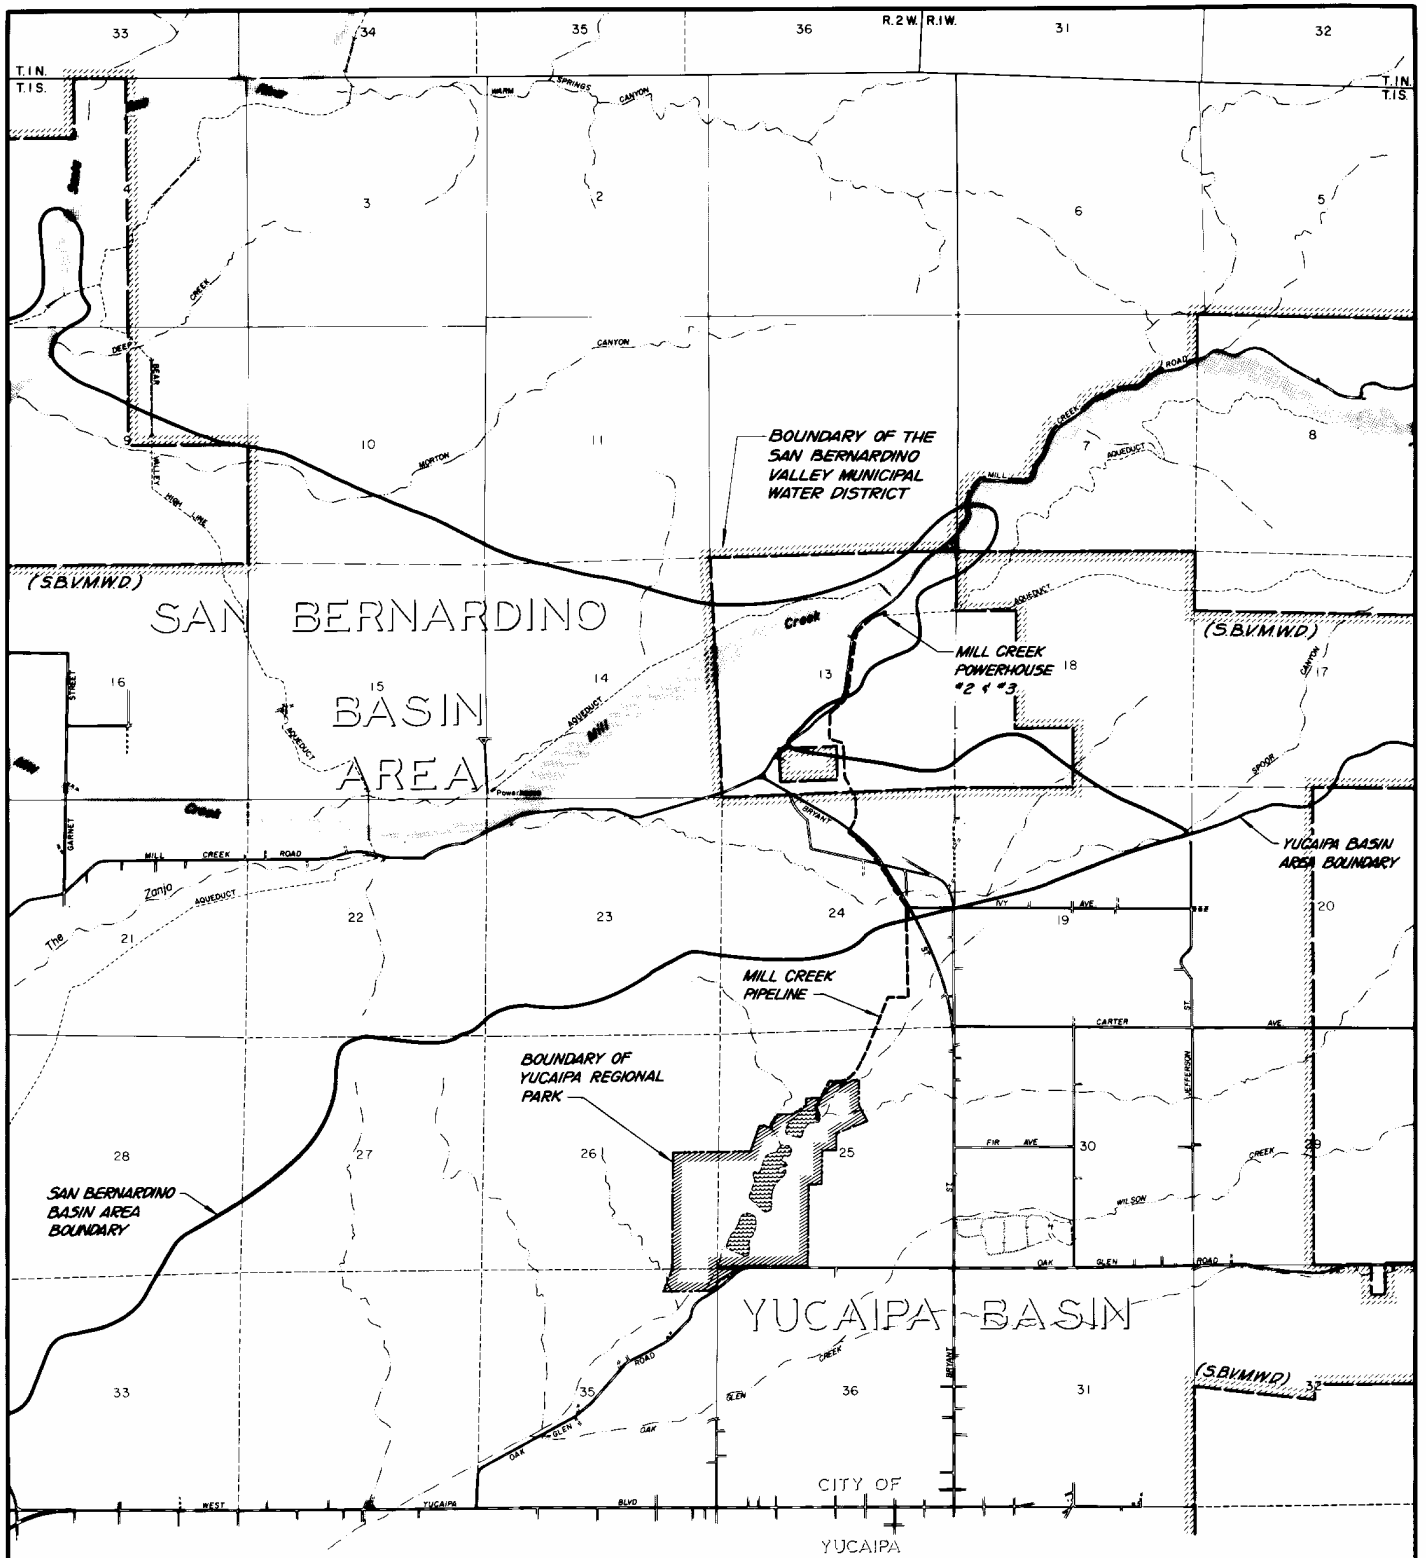 33
34
35
36
R.2W. R.1W.
31
32
T.1N.
T.1S.
T.1N.
T.1S.
River
WARM SPRINGS CANYON
Santa
4
3
2
6
5
CREEK
DEEP
BEAR
VALLEY
HIGH LINE
CANYON
MORTON
MILL CREEK ROAD
9
10
11
7
8
AQUEDUCT
BOUNDARY OF THE
SAN BERNARDINO
VALLEY MUNICIPAL
WATER DISTRICT
(S.B.V.M.W.D.)
SAN BERNARDINO
BASIN
AREA
Creek
AQUEDUCT
(S.B.V.M.W.D.)
MILL CREEK
POWERHOUSE
#2 & #3
16
15
14
13
18
17
STREET
GARNET
AQUEDUCT
AQUEDUCT
Mill
Mill
Creek
SPOOR
CANYON
BRYANT
YUCAIPA BASIN
AREA BOUNDARY
MILL CREEK ROAD
The Zanja
AQUEDUCT
21
22
23
24
IVY AVE.
19
20
ST.
MILL CREEK
PIPELINE
ST.
CARTER AVE.
JEFFERSON
BOUNDARY OF
YUCAIPA REGIONAL
PARK
28
27
26
25
FIR AVE
30
29
CREEK
WILSON
SAN BERNARDINO
BASIN AREA
BOUNDARY
ST.
OAK GLEN ROAD
YUCAIPA BASIN
CREEK
GLEN
OAK
BRYANT
ROAD
GLEN
OAK
33
35
36
31
(S.B.V.M.W.D.)
32
CITY OF
YUCAIPA
WEST YUCAIPA BLVD